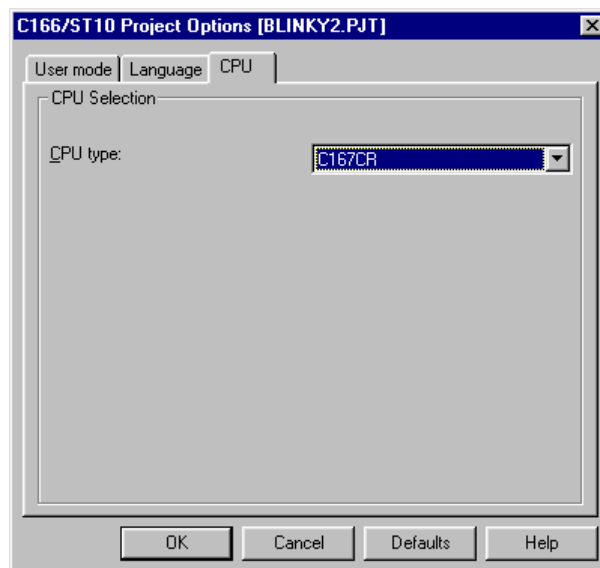 C166/ST10 Project Options [BLINKY2.PJT]
User mode Language CPU
CPU Selection
CPU type: C167CR
OK Cancel Defaults Help